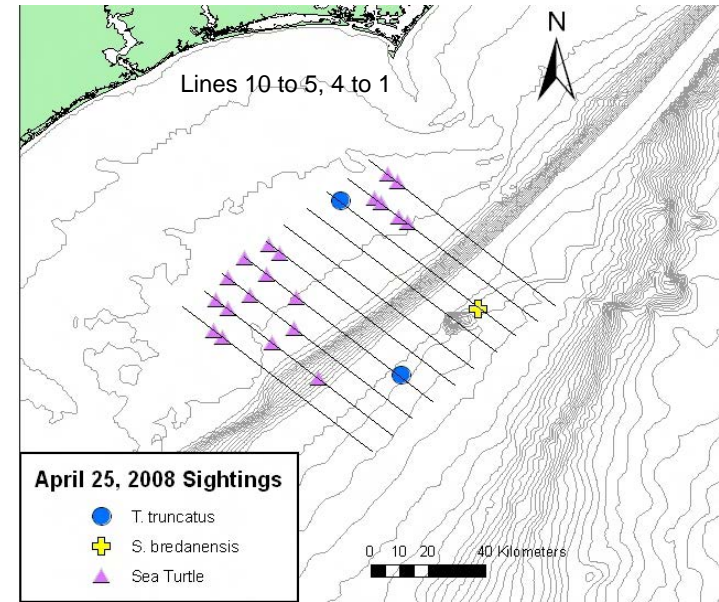 N
Lines 10 to 5, 4 to 1
April 25, 2008 Sightings
T. truncatus
S. bredanensis
Sea Turtle
0 10 20 40 Kilometers